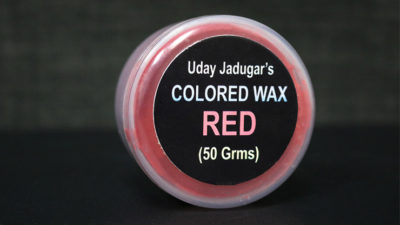 Uday Jadugar's
COLORED WAX
RED
(50 Grms)